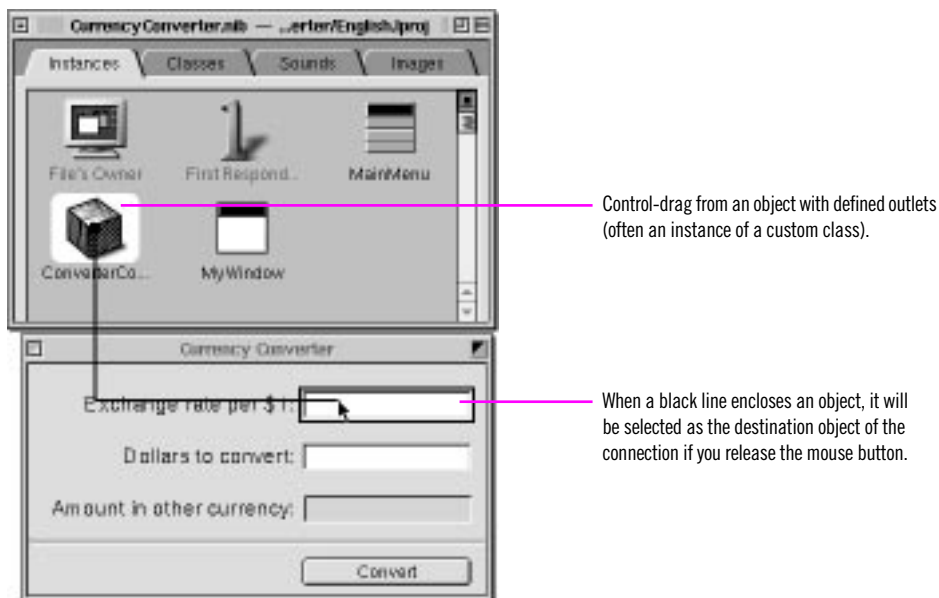 CurrencyConverter.nib — ...erter/English.lproj
Instances
Classes
Sounds
Images
File's Owner
First Respond...
MainMenu
ConverterCo...
MyWindow
Control-drag from an object with defined outlets
(often an instance of a custom class).
Currency Converter
Exchange rate per $1:
When a black line encloses an object, it will
be selected as the destination object of the
connection if you release the mouse button.
Dollars to convert:
Amount in other currency:
Convert